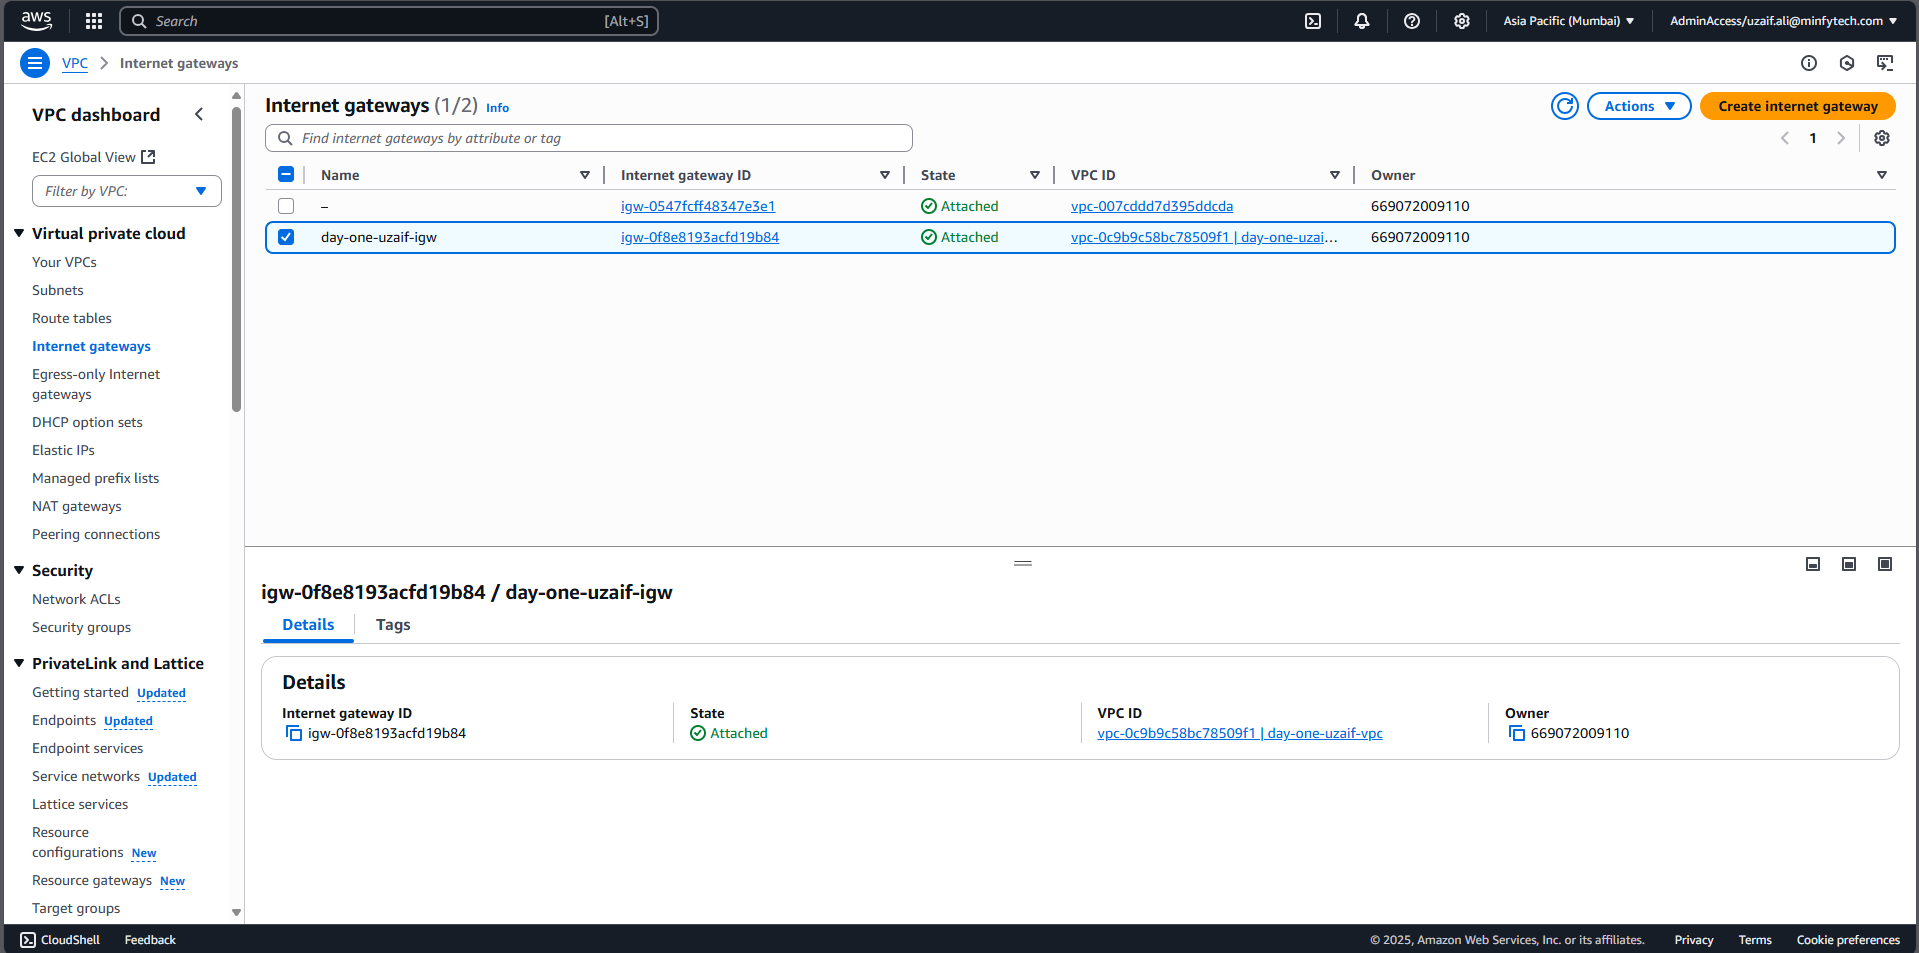 aws
Search
[Alt+S]
Asia Pacific (Mumbai)
AdminAccess/uzaif.ali@minfytech.com
VPC
Internet gateways
VPC dashboard
EC2 Global View
Filter by VPC:
Virtual private cloud
Your VPCs
Subnets
Route tables
Internet gateways
Egress-only Internet
gateways
DHCP option sets
Elastic IPs
Managed prefix lists
NAT gateways
Peering connections
Security
Network ACLs
Security groups
PrivateLink and Lattice
Getting started Updated
Endpoints Updated
Endpoint services
Service networks Updated
Lattice services
Resource
configurations New
Resource gateways New
Target groups
Internet gateways (1/2) Info
Actions
Create internet gateway
Find internet gateways by attribute or tag
1
Name Internet gateway ID State VPC ID Owner
– igw-0547fcff48347e3e1 Attached vpc-007cddd7d395ddcda 669072009110
day-one-uzaif-igw igw-0f8e8193acfd19b84 Attached vpc-0c9b9c58bc78509f1 | day-one-uzai... 669072009110
igw-0f8e8193acfd19b84 / day-one-uzaif-igw
Details
Tags
Details
Internet gateway ID State VPC ID Owner
igw-0f8e8193acfd19b84 Attached vpc-0c9b9c58bc78509f1 | day-one-uzaif-vpc 669072009110
CloudShell
Feedback
© 2025, Amazon Web Services, Inc. or its affiliates.
Privacy
Terms
Cookie preferences